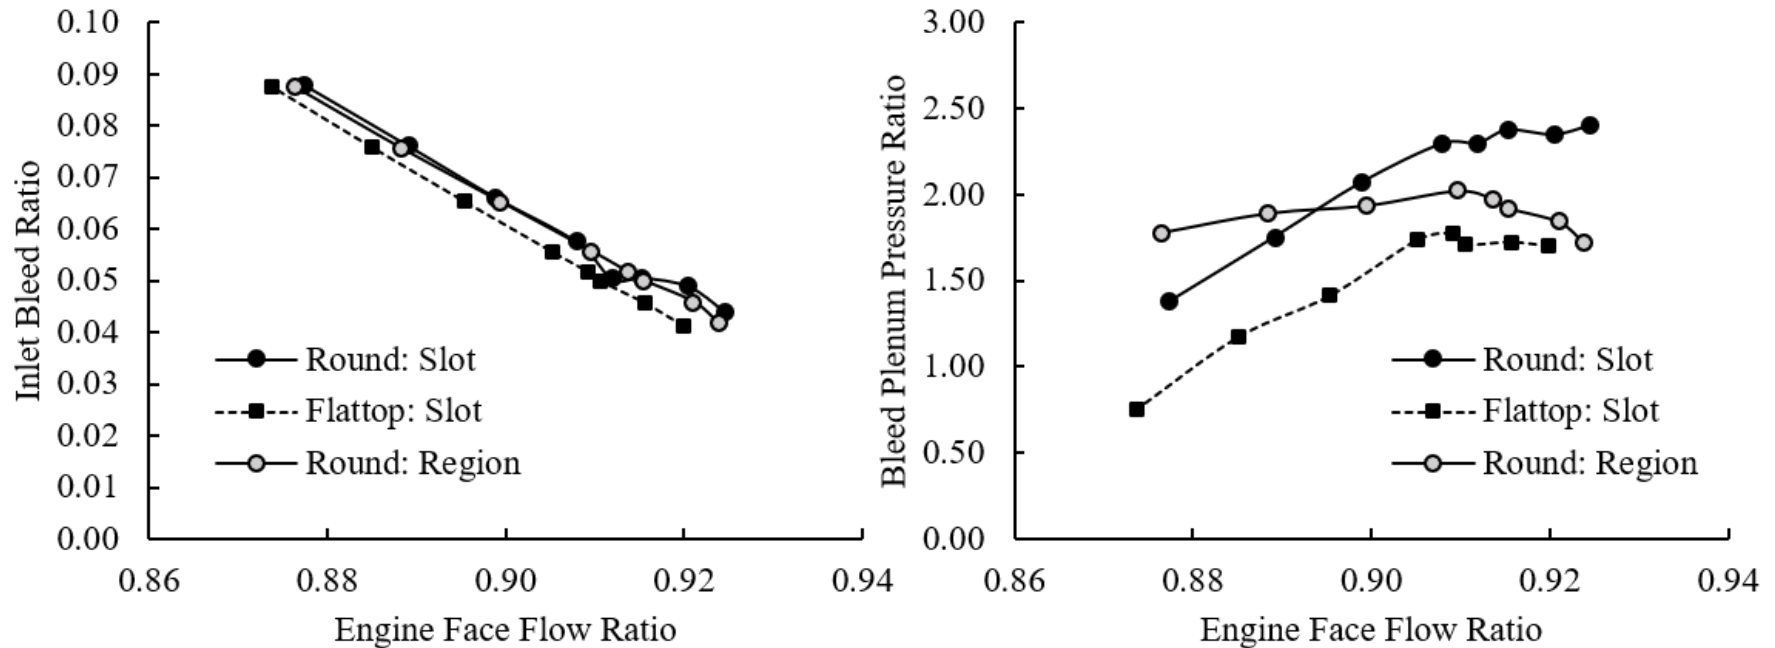 0.10
0.09
0.08
0.07
0.06
0.05
0.04
0.03
0.02
0.01
0.00
Inlet Bleed Ratio
Round: Slot
Flattop: Slot
Round: Region
0.86 0.88 0.90 0.92 0.94
Engine Face Flow Ratio
3.00
2.50
2.00
1.50
1.00
0.50
0.00
Bleed Plenum Pressure Ratio
Round: Slot
Flattop: Slot
Round: Region
0.86 0.88 0.90 0.92 0.94
Engine Face Flow Ratio